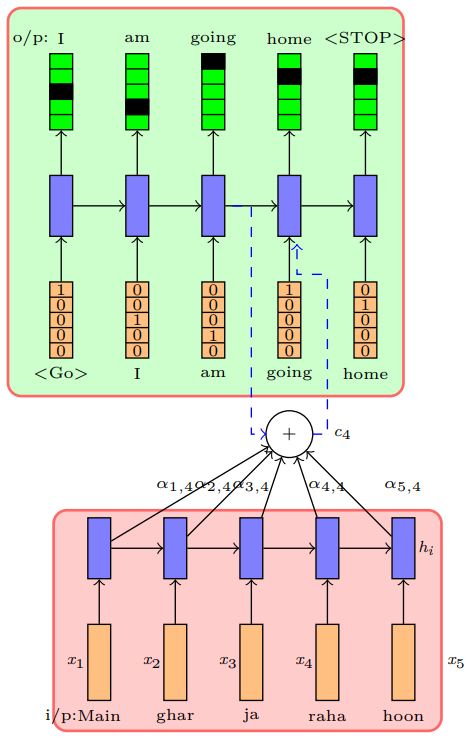 o/p: I am going home <STOP>
1 0 0 1 0
0 0 0 0 1
0 1 0 0 0
0 0 1 0 0
0 0 0 0 0
<Go> I am going home
+ c₄
α₁,₄ α₂,₄ α₃,₄ α₄,₄ α₅,₄
hᵢ
x₁ x₂ x₃ x₄ x₅
i/p: Main ghar ja raha hoon